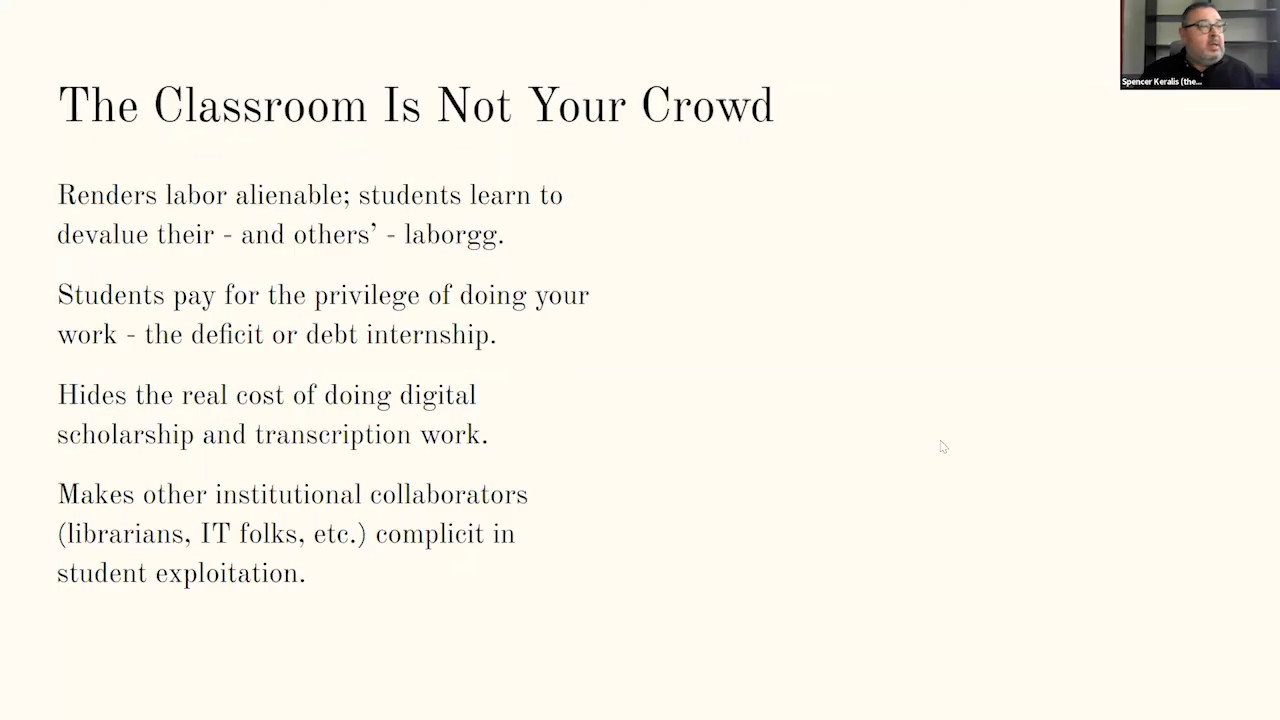 The Classroom Is Not Your Crowd
Renders labor alienable; students learn to
devalue their - and others’ - laborgg.
Students pay for the privilege of doing your
work - the deficit or debt internship.
Hides the real cost of doing digital
scholarship and transcription work.
Makes other institutional collaborators
(librarians, IT folks, etc.) complicit in
student exploitation.
Spencer Keralis (the...